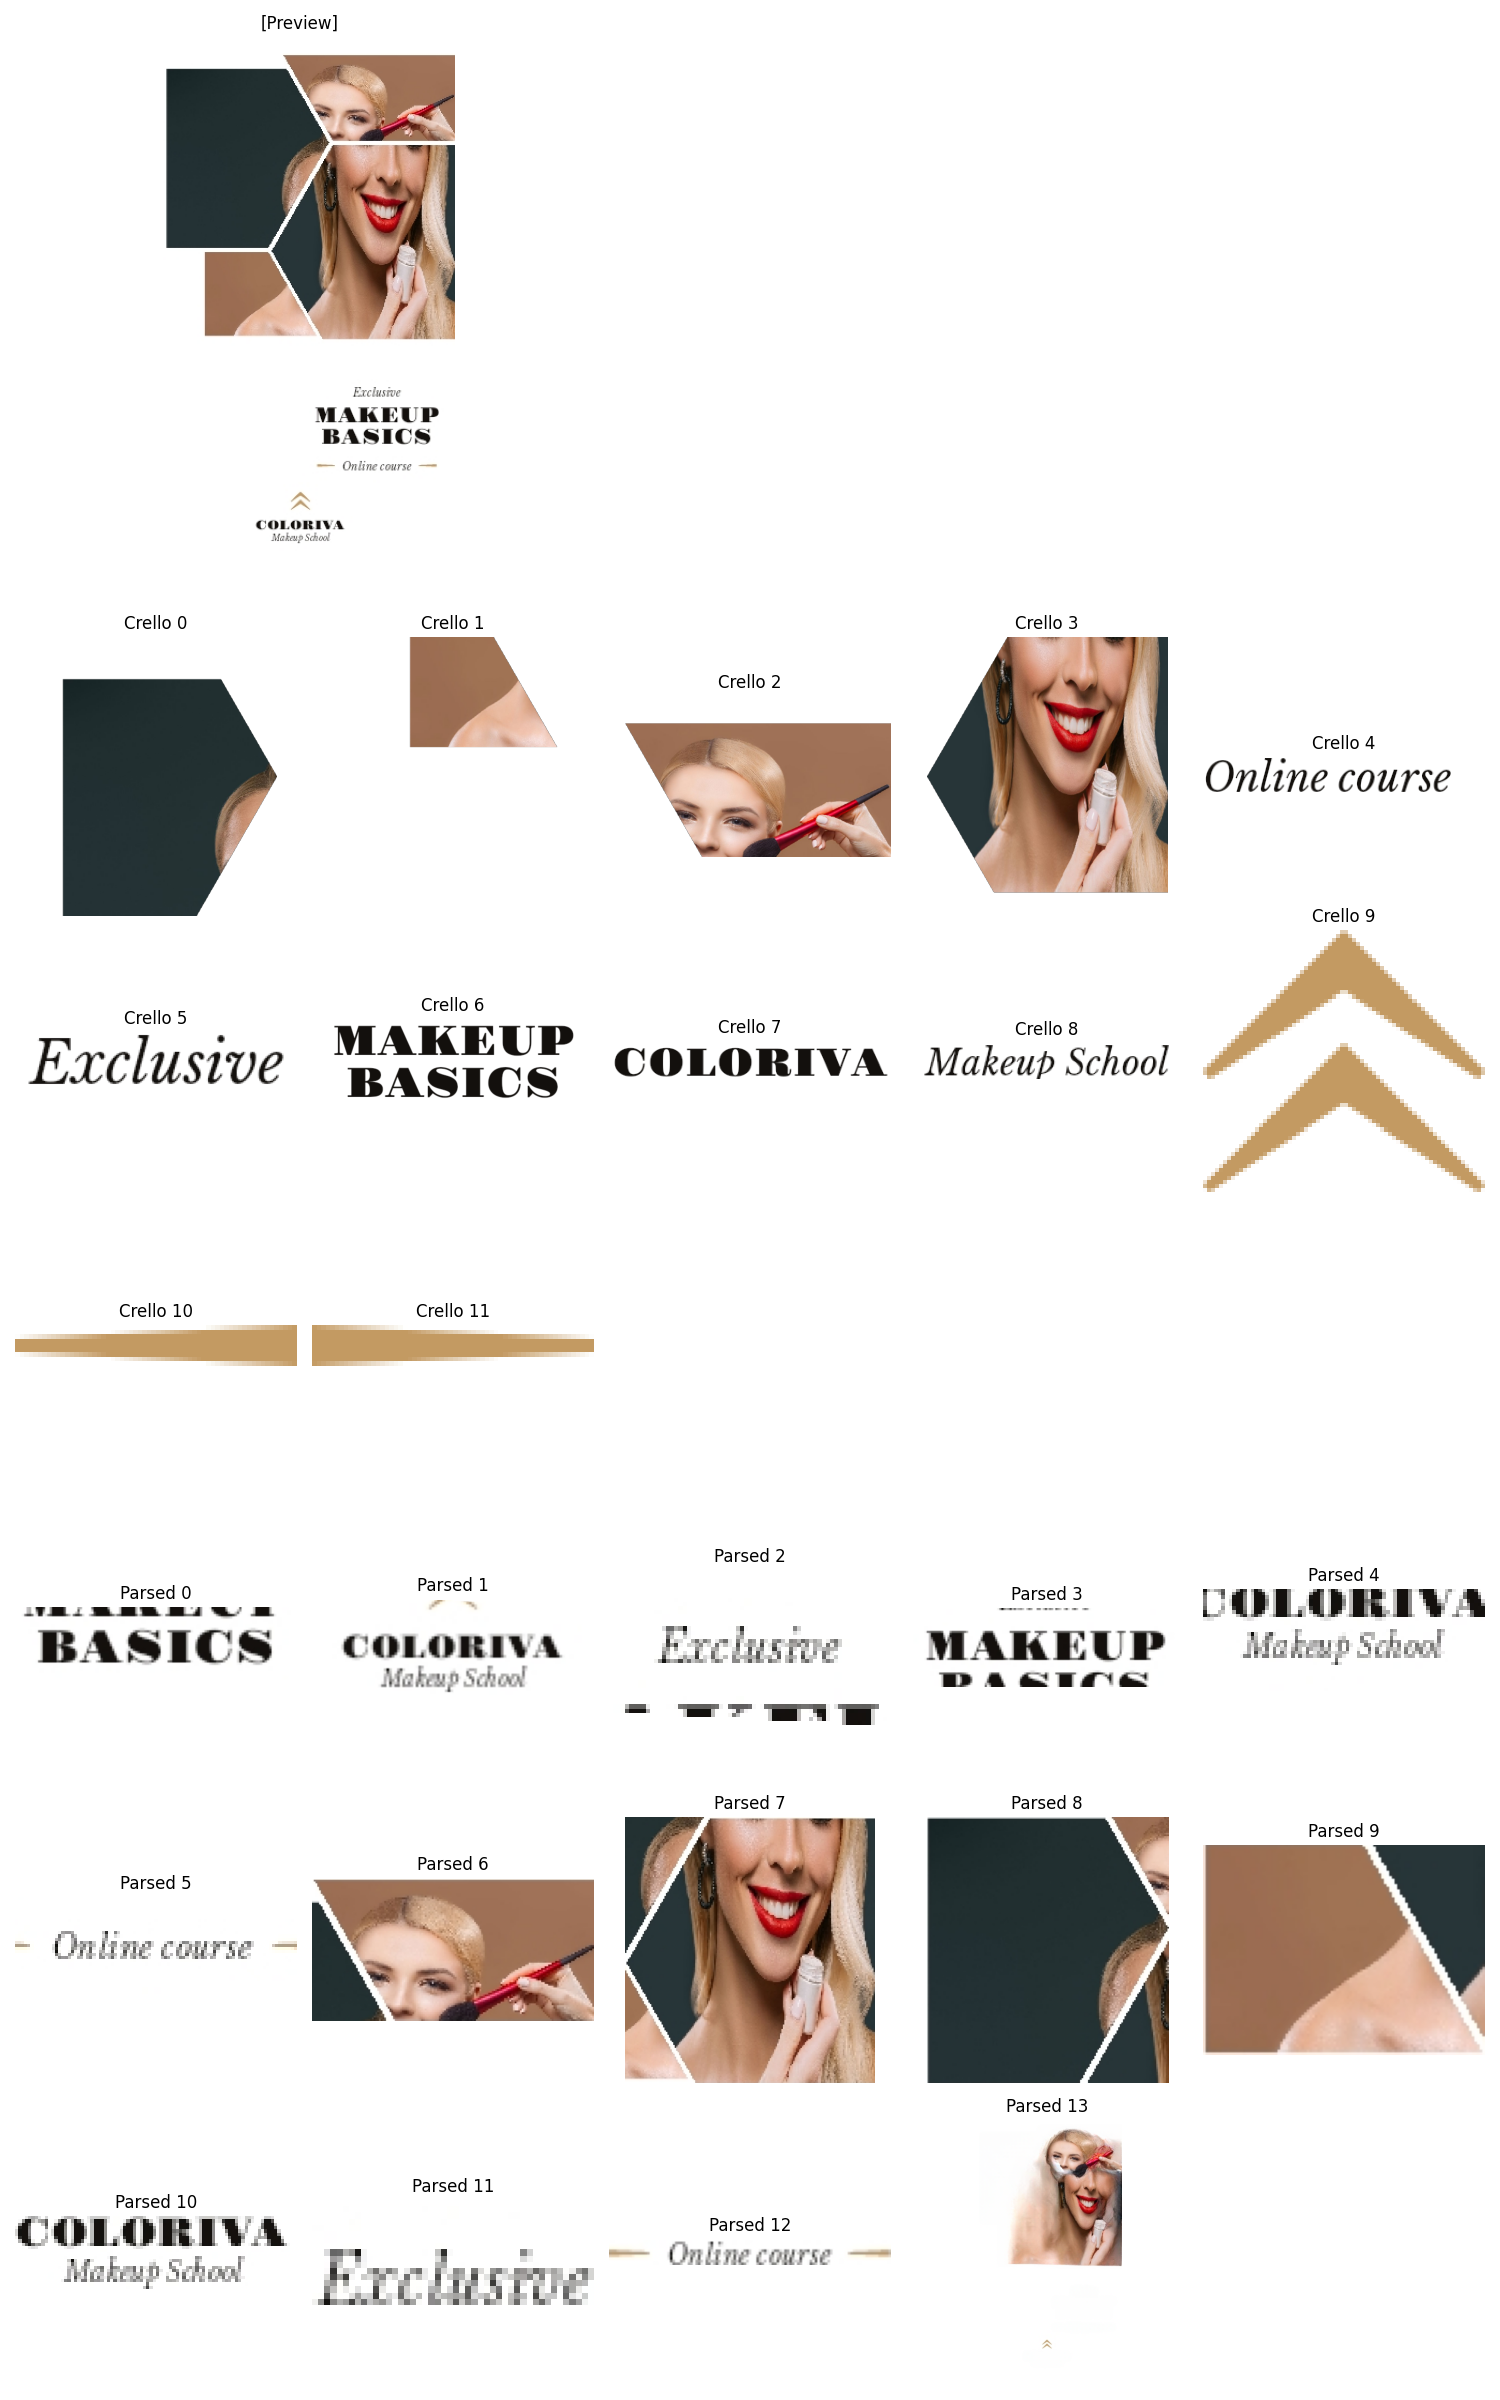 [Preview]
Exclusive
MAKEUP
BASICS
Online course
COLORIVA
Makeup School
Crello 0
Crello 1
Crello 2
Crello 3
Crello 4
Online course
Crello 5
Exclusive
Crello 6
MAKEUP
BASICS
Crello 7
COLORIVA
Crello 8
Makeup School
Crello 9
Crello 10
Crello 11
Parsed 0
MAKEUP
BASICS
Parsed 1
COLORIVA
Makeup School
Parsed 2
Exclusive
Parsed 3
MAKEUP
BASICS
Parsed 4
COLORIVA
Makeup School
Parsed 5
Online course
Parsed 6
Parsed 7
Parsed 8
Parsed 9
Parsed 10
COLORIVA
Makeup School
Parsed 11
Exclusive
Parsed 12
Online course
Parsed 13